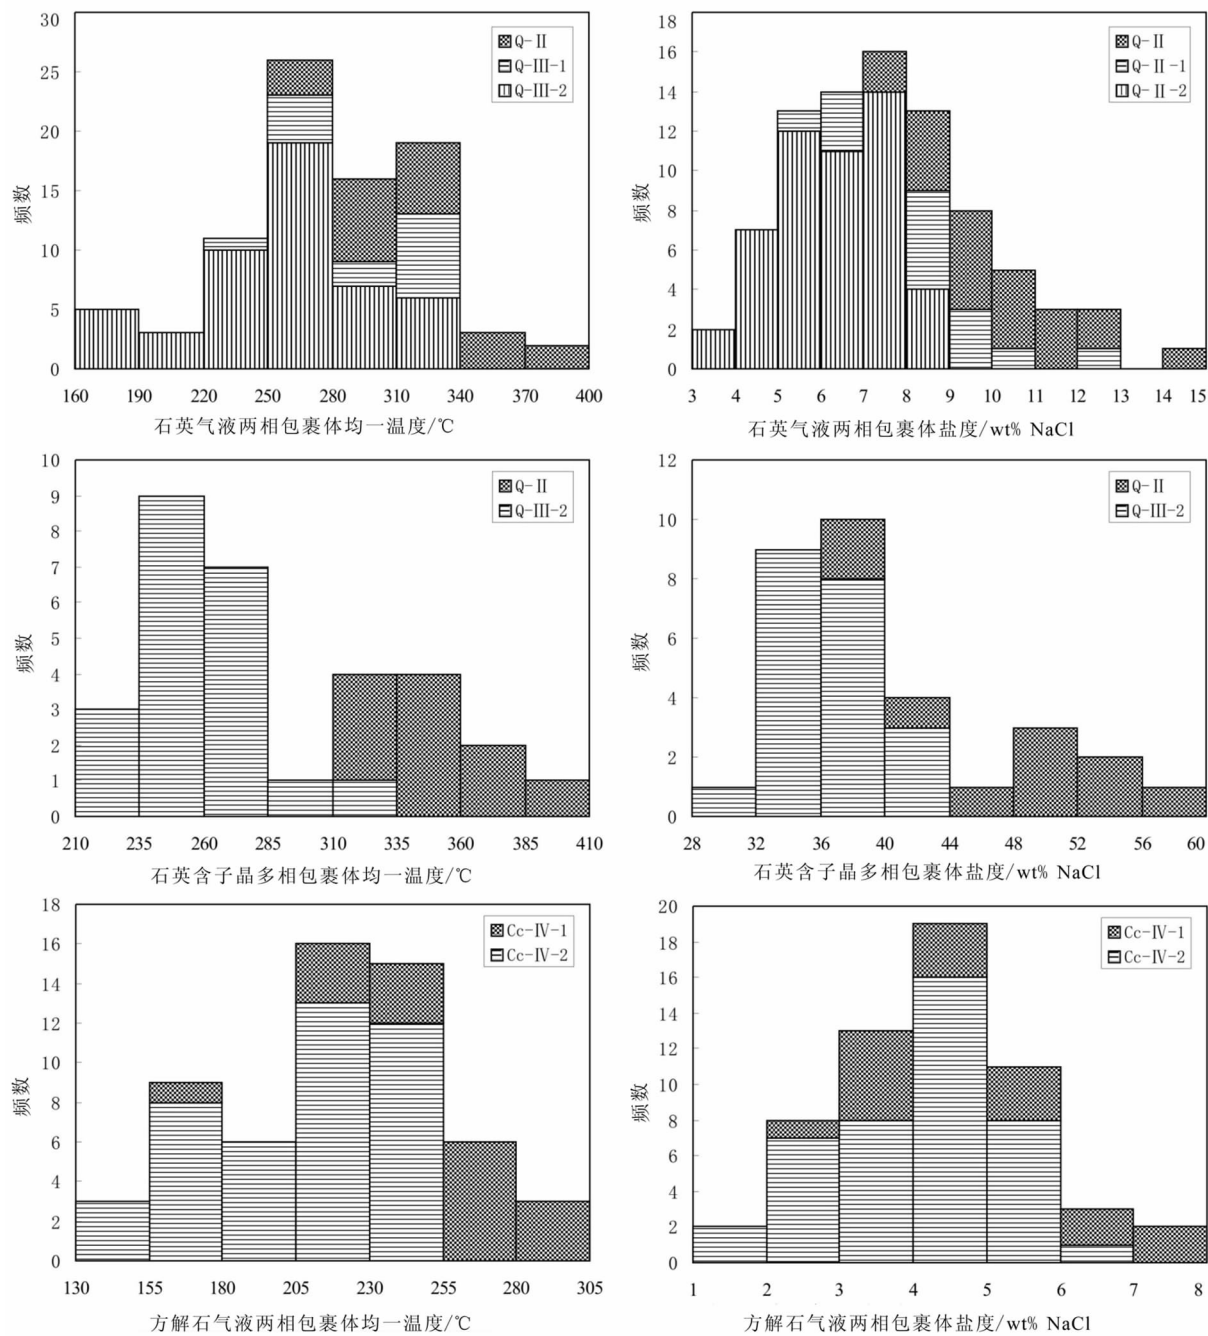 30
25
20
15
10
5
0
频数
Q-Ⅱ
Q-Ⅲ-1
Q-Ⅲ-2
160 190 220 250 280 310 340 370 400
石英气液两相包裹体均一温度/℃
18
16
14
12
10
8
6
4
2
0
频数
Q-Ⅱ
Q-Ⅱ-1
Q-Ⅱ-2
3 4 5 6 7 8 9 10 11 12 13 14 15
石英气液两相包裹体盐度/wt% NaCl
10
9
8
7
6
5
4
3
2
1
0
频数
Q-Ⅱ
Q-Ⅲ-2
210 235 260 285 310 335 360 385 410
石英含子晶多相包裹体均一温度/℃
12
10
8
6
4
2
0
频数
Q-Ⅱ
Q-Ⅲ-2
28 32 36 40 44 48 52 56 60
石英含子晶多相包裹体盐度/wt% NaCl
18
16
14
12
10
8
6
4
2
0
频数
Cc-Ⅳ-1
Cc-Ⅳ-2
130 155 180 205 230 255 280 305
方解石气液两相包裹体均一温度/℃
20
18
16
14
12
10
8
6
4
2
0
频数
Cc-Ⅳ-1
Cc-Ⅳ-2
1 2 3 4 5 6 7 8
方解石气液两相包裹体盐度/wt% NaCl